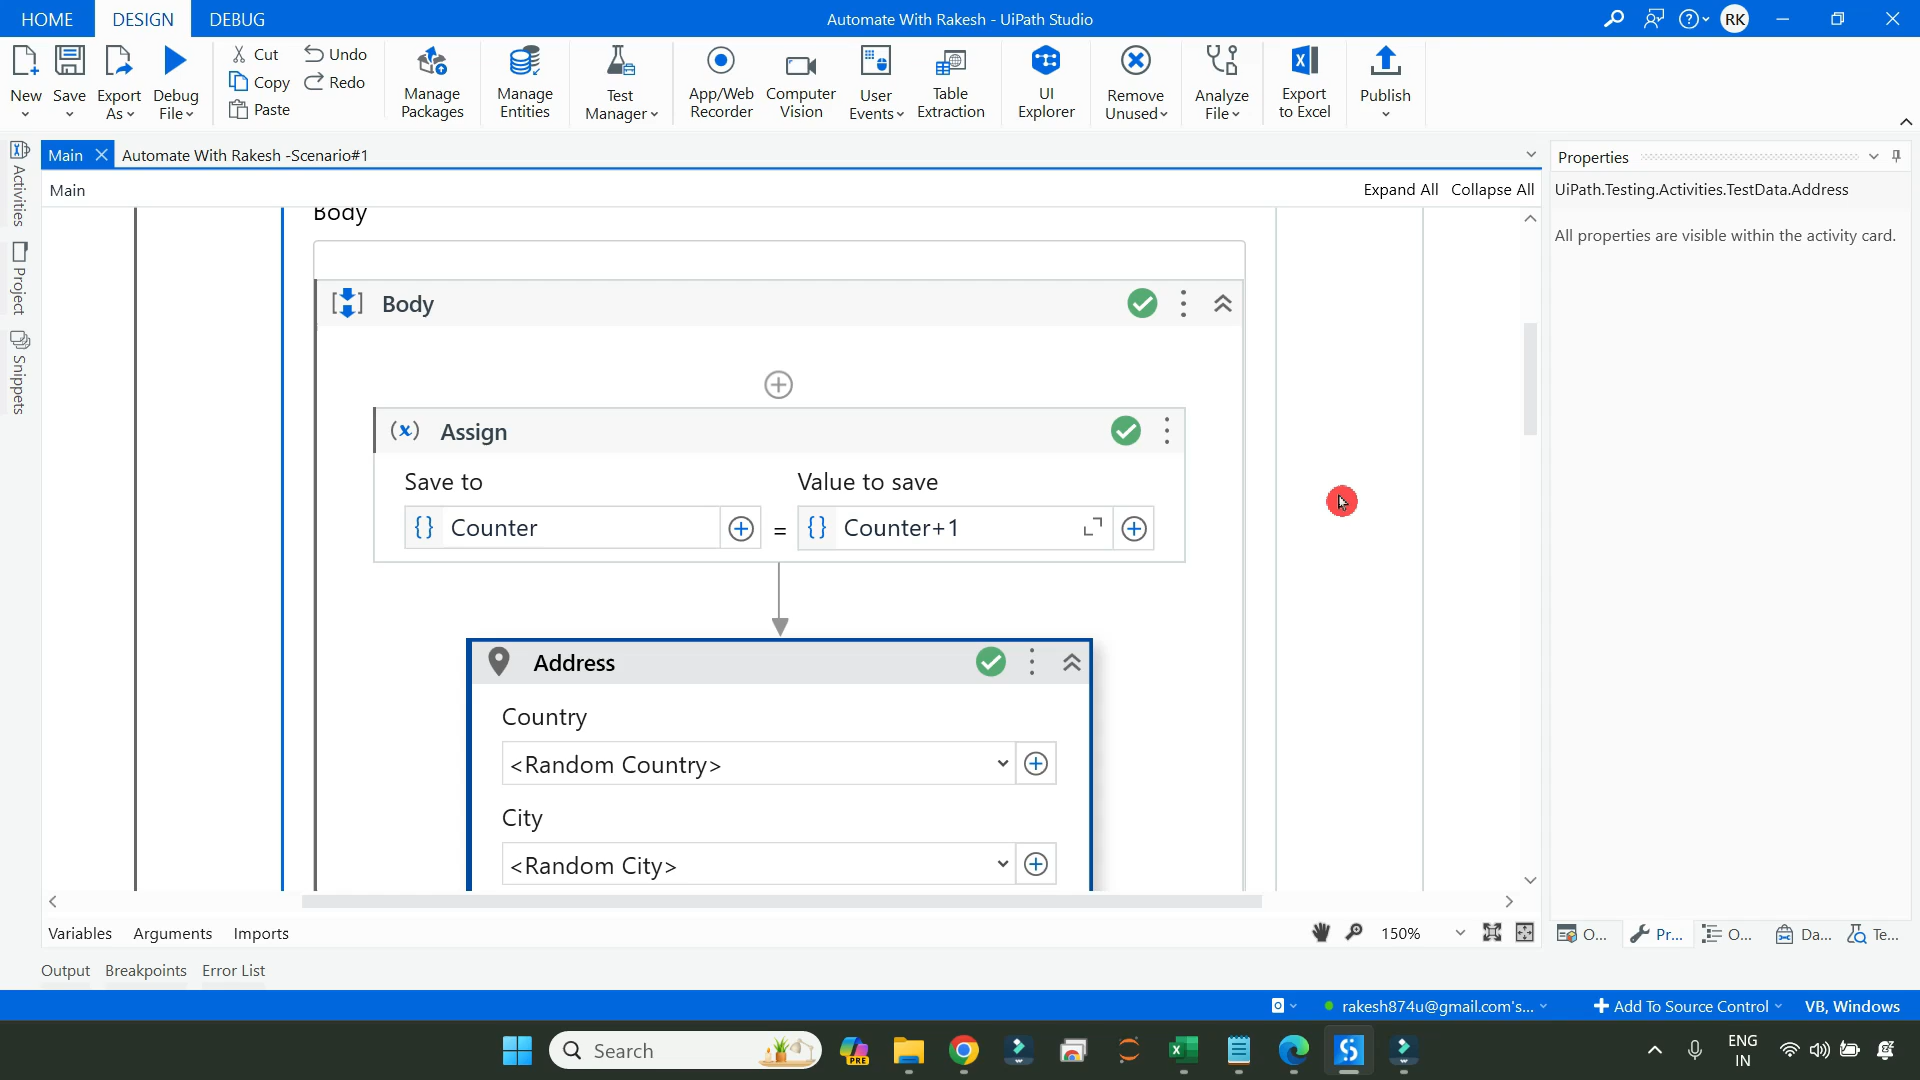 HOME DESIGN DEBUG Automate With Rakesh - UiPath Studio RK
New Save Export As Debug File
Cut Copy Paste Undo Redo
Manage Packages
Manage Entities
Test Manager
App/Web Recorder
Computer Vision
User Events
Table Extraction
UI Explorer
Remove Unused
Analyze File
Export to Excel
Publish
Activities
Project
Snippets
Main Automate With Rakesh -Scenario#1
Main Expand All Collapse All
Body
Body
Assign
Save to Value to save
Counter = Counter+1
Address
Country
<Random Country>
City
<Random City>
Properties
UiPath.Testing.Activities.TestData.Address
All properties are visible within the activity card.
Variables Arguments Imports 150% O... Pr... O... Da... Te...
Output Breakpoints Error List
rakesh874u@gmail.com's... Add To Source Control VB, Windows
Search PRE ENG
IN